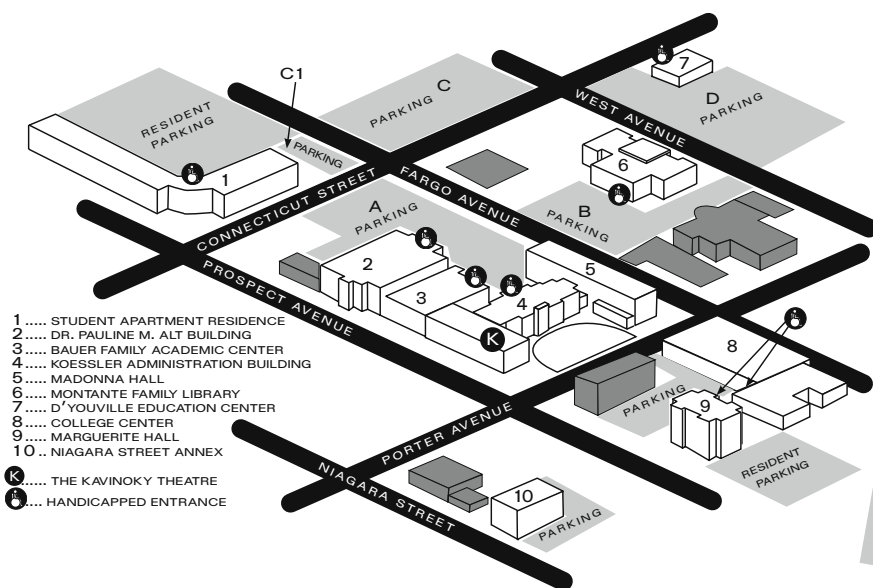 C1
C
PARKING
7
D
PARKING
WEST AVENUE
RESIDENT
PARKING
PARKING
1
6
FARGO AVENUE
CONNECTICUT STREET
A
PARKING
B
PARKING
PROSPECT AVENUE
2
3
4
5
K
8
9
PARKING
PORTER AVENUE
RESIDENT
PARKING
NIAGARA STREET
10
PARKING
1..... STUDENT APARTMENT RESIDENCE
2..... DR. PAULINE M. ALT BUILDING
3..... BAUER FAMILY ACADEMIC CENTER
4..... KOESSLER ADMINISTRATION BUILDING
5..... MADONNA HALL
6..... MONTANTE FAMILY LIBRARY
7..... D'YOUVILLE EDUCATION CENTER
8..... COLLEGE CENTER
9..... MARGUERITE HALL
10.. NIAGARA STREET ANNEX
K..... THE KAVINOKY THEATRE
.... HANDICAPPED ENTRANCE